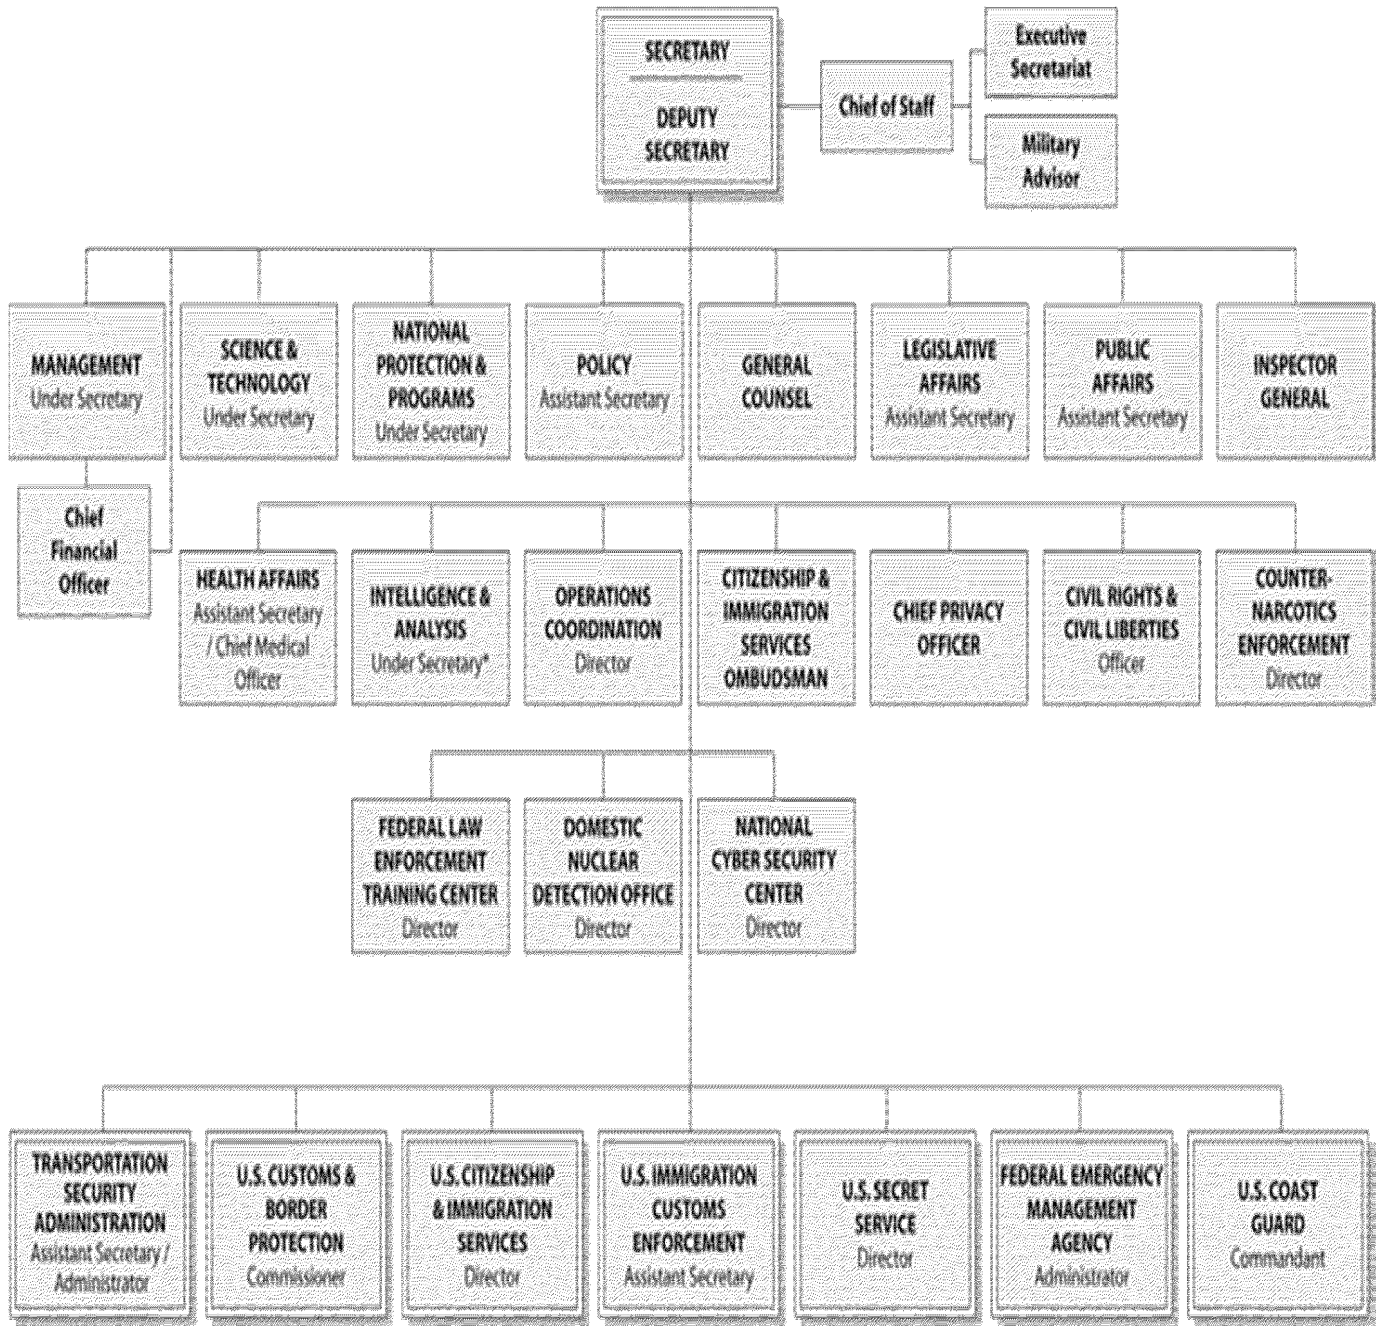 SECRETARY
DEPUTY
SECRETARY
Chief of Staff
Executive
Secretariat
Military
Advisor
MANAGEMENT
Under Secretary
SCIENCE &
TECHNOLOGY
Under Secretary
NATIONAL
PROTECTION &
PROGRAMS
Under Secretary
POLICY
Assistant Secretary
GENERAL
COUNSEL
LEGISLATIVE
AFFAIRS
Assistant Secretary
PUBLIC
AFFAIRS
Assistant Secretary
INSPECTOR
GENERAL
Chief
Financial
Officer
HEALTH AFFAIRS
Assistant Secretary
/ Chief Medical
Officer
INTELLIGENCE &
ANALYSIS
Under Secretary*
OPERATIONS
COORDINATION
Director
CITIZENSHIP &
IMMIGRATION
SERVICES
OMBUDSMAN
CHIEF PRIVACY
OFFICER
CIVIL RIGHTS &
CIVIL LIBERTIES
Officer
COUNTER-
NARCOTICS
ENFORCEMENT
Director
FEDERAL LAW
ENFORCEMENT
TRAINING CENTER
Director
DOMESTIC
NUCLEAR
DETECTION OFFICE
Director
NATIONAL
CYBER SECURITY
CENTER
Director
TRANSPORTATION
SECURITY
ADMINISTRATION
Assistant Secretary /
Administrator
U.S. CUSTOMS &
BORDER
PROTECTION
Commissioner
U.S. CITIZENSHIP
& IMMIGRATION
SERVICES
Director
U.S. IMMIGRATION
CUSTOMS
ENFORCEMENT
Assistant Secretary
U.S. SECRET
SERVICE
Director
FEDERAL EMERGENCY
MANAGEMENT
AGENCY
Administrator
U.S. COAST
GUARD
Commandant